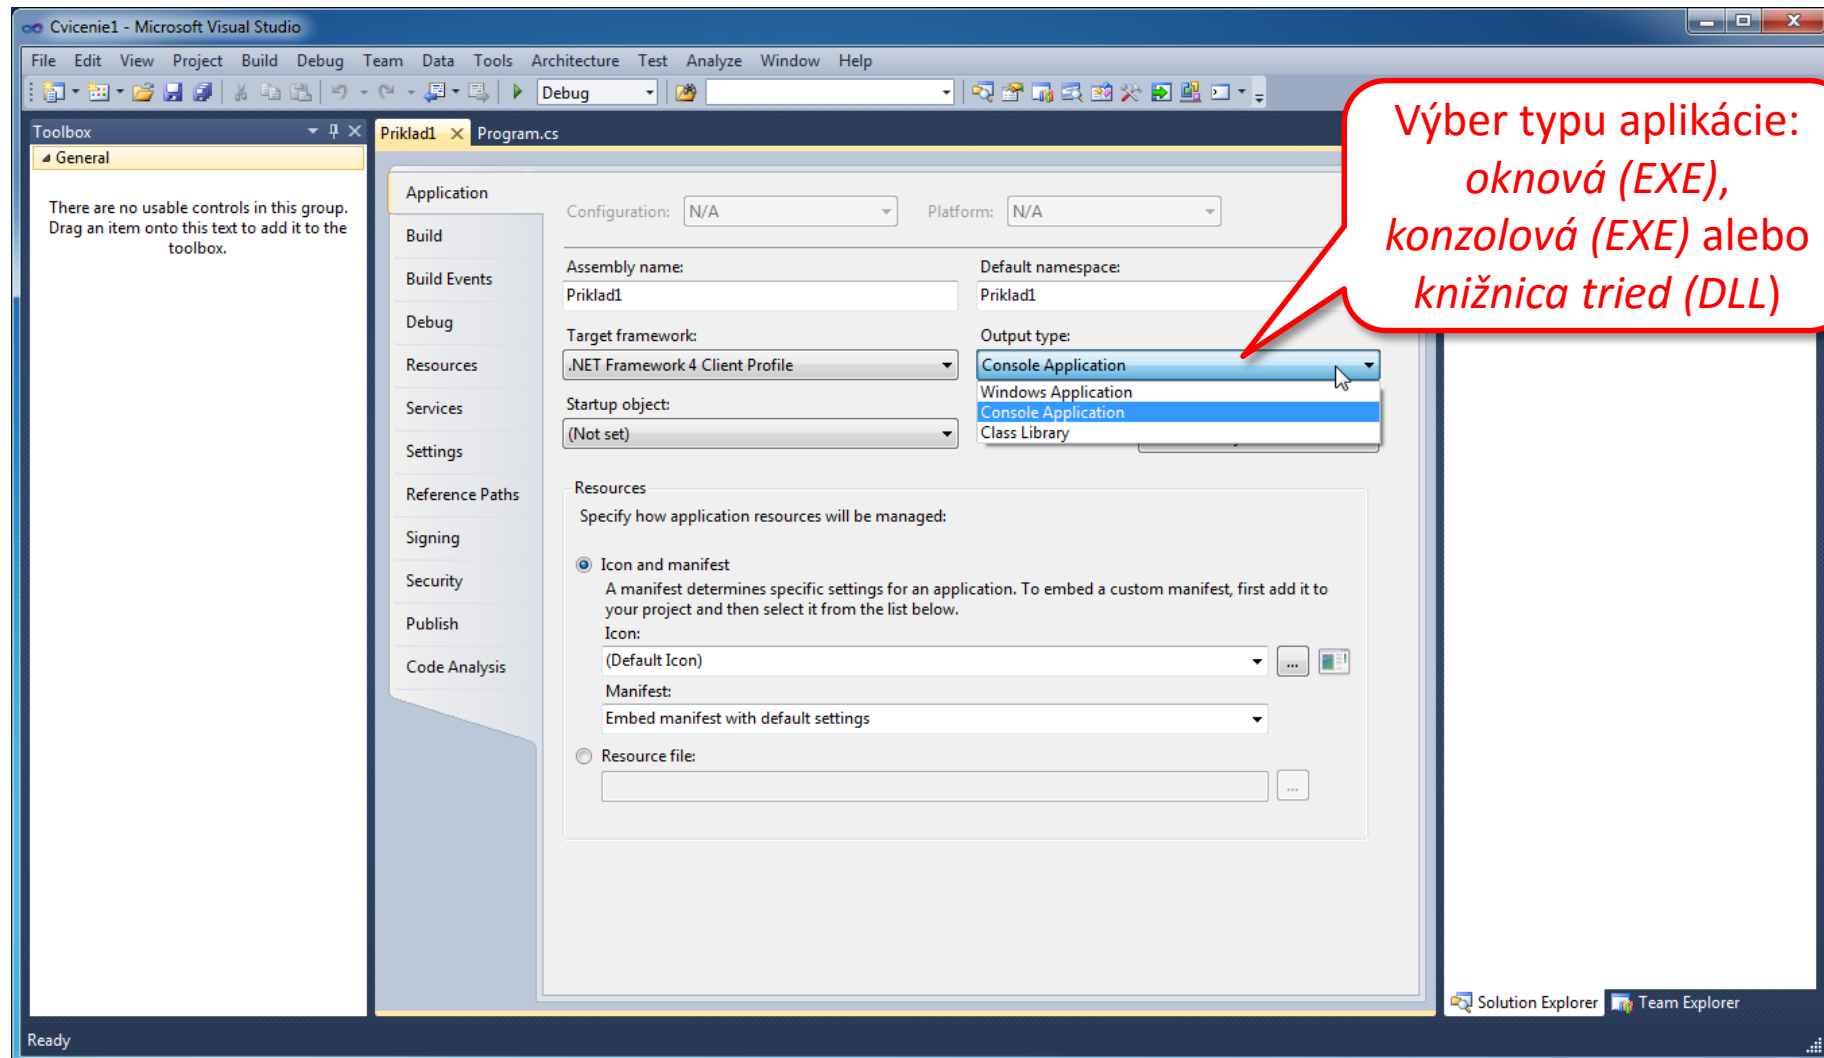 Cvicenie1 - Microsoft Visual Studio
File Edit View Project Build Debug Team Data Tools Architecture Test Analyze Window Help
Debug
Toolbox
Priklad1 Program.cs
General
There are no usable controls in this group.
Drag an item onto this text to add it to the
toolbox.
Application
Build
Build Events
Debug
Resources
Services
Settings
Reference Paths
Signing
Security
Publish
Code Analysis
Configuration: N/A Platform: N/A
Assembly name: Default namespace:
Priklad1 Priklad1
Target framework: Output type:
.NET Framework 4 Client Profile Console Application
Windows Application
Console Application
Class Library
Startup object:
(Not set)
Resources
Specify how application resources will be managed:
Icon and manifest
A manifest determines specific settings for an application. To embed a custom manifest, first add it to
your project and then select it from the list below.
Icon:
(Default Icon) ...
Manifest:
Embed manifest with default settings
Resource file:
...
Výber typu aplikácie:
oknová (EXE),
konzolová (EXE) alebo
knižnica tried (DLL)
Solution Explorer Team Explorer
Ready